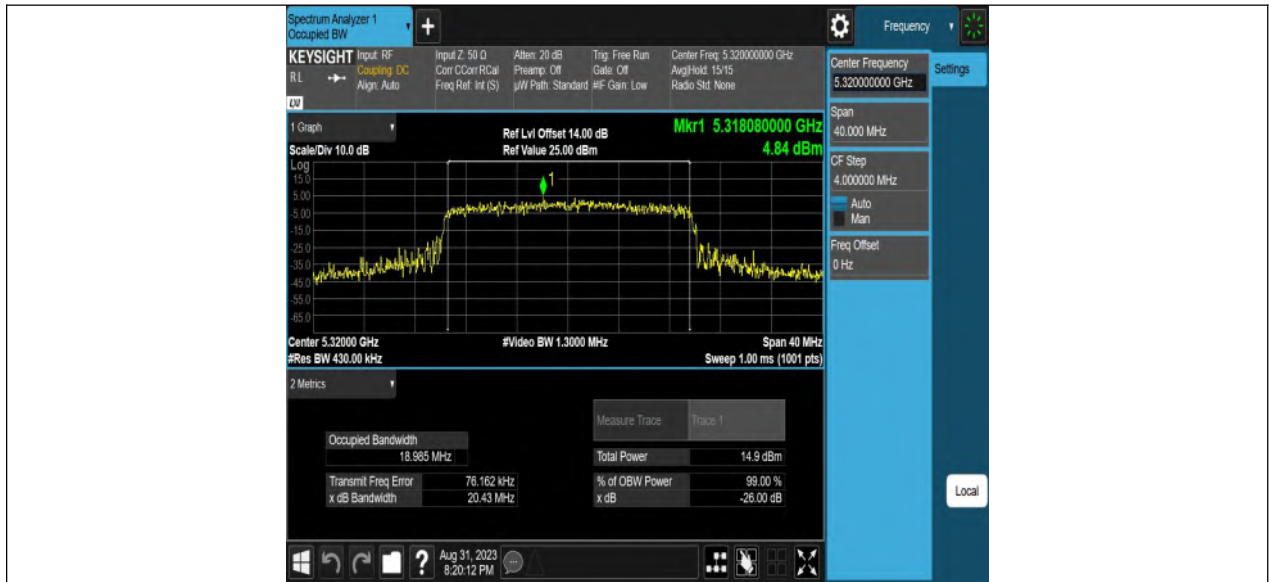 Spectrum Analyzer 1
Occupied BW
+
Frequency
KEYSIGHT
Input: RF
Coupling: DC
Align: Auto
Input Z: 50 Ω
Corr CCorr RCal
Freq Ref: Int (S)
Atten: 20 dB
Preamp: Off
µW Path: Standard
Trig: Free Run
Gate: Off
#IF Gain: Low
Center Freq: 5.320000000 GHz
Avg|Hold: 15/15
Radio Std: None
RL
LXI
Center Frequency
5.320000000 GHz
Settings
Span
40.000 MHz
CF Step
4.000000 MHz
Auto
Man
Freq Offset
0 Hz
Local
1 Graph
Scale/Div 10.0 dB
Ref Lvl Offset 14.00 dB
Ref Value 25.00 dBm
Mkr1 5.318080000 GHz
4.84 dBm
Log
15.0
5.00
-5.00
-15.0
-25.0
-35.0
-45.0
-55.0
-65.0
1
Center 5.32000 GHz
#Res BW 430.00 kHz
#Video BW 1.3000 MHz
Span 40 MHz
Sweep 1.00 ms (1001 pts)
2 Metrics
Measure Trace Trace 1
Occupied Bandwidth
18.985 MHz
Total Power 14.9 dBm
Transmit Freq Error 76.162 kHz
% of OBW Power 99.00 %
x dB Bandwidth 20.43 MHz
x dB -26.00 dB
?
Aug 31, 2023
8:20:12 PM